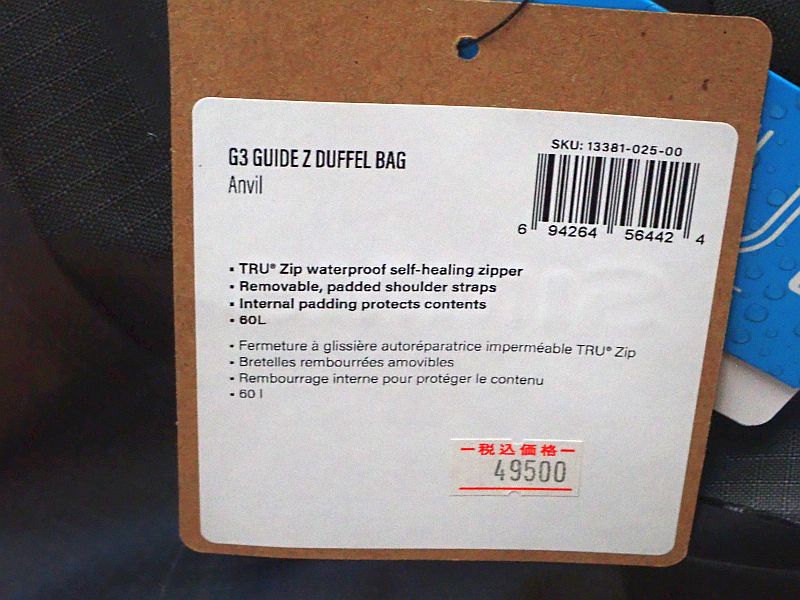 G3 GUIDE Z DUFFEL BAG
Anvil
SKU: 13381-025-00
6 94264 56442 4
▪ TRU® Zip waterproof self-healing zipper
▪ Removable, padded shoulder straps
▪ Internal padding protects contents
▪ 60L
▪ Fermeture à glissière autoréparatrice imperméable TRU® Zip
▪ Bretelles rembourrées amovibles
▪ Rembourrage interne pour protéger le contenu
▪ 60 l
税込価格
49500